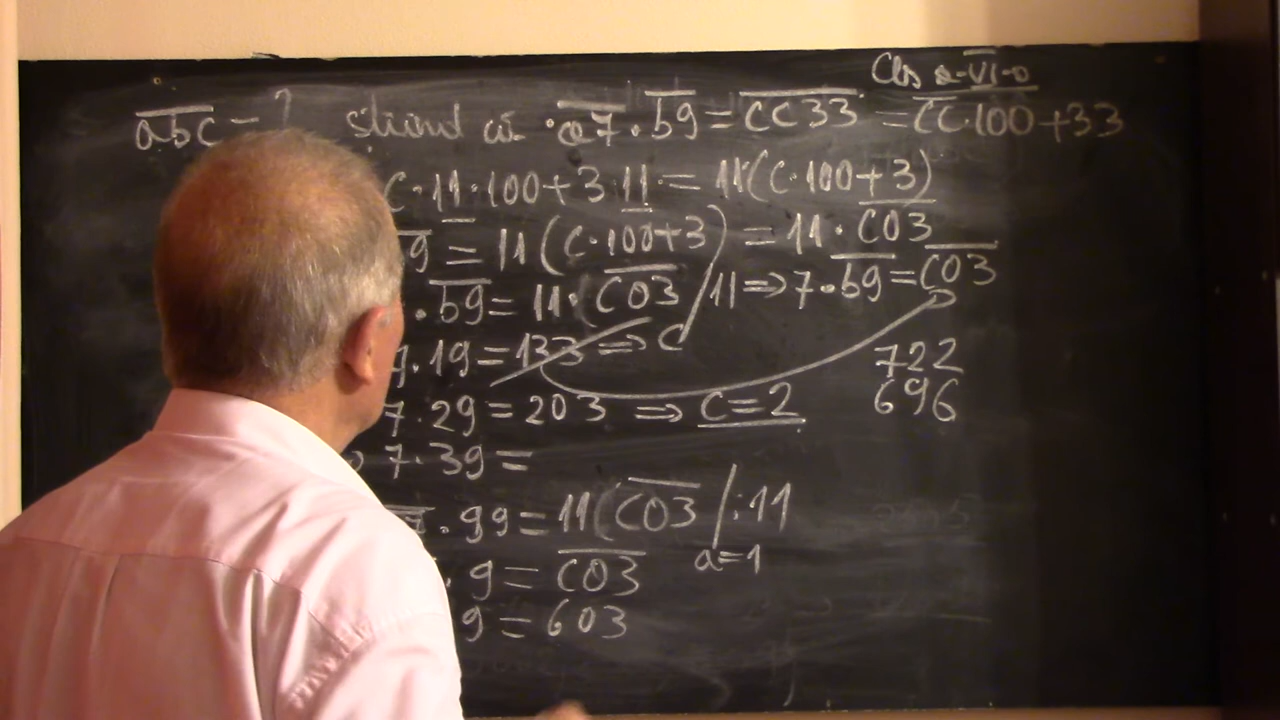 Cls a-VI-a
abc = ? știind că a7·b9 = CC33 = CC·100+33
C·11·100+3·11 = 11(C·100+3)
9 = 11(C·100+3) = 11·C03
·b9 = 11·C03 /11 ⇒ 7·b9 = C03
7·19 = 133 ⇒ C
722
7·29 = 203 ⇒ C=2
696
7·39 =
·99 = 11(C03 /:11
a=1
·9 = C03
9 = 603